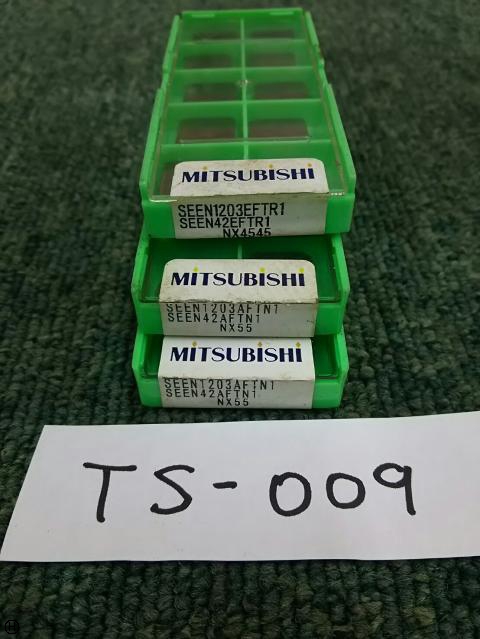 MITSUBISHI
SEEN1203EFTR1
SEEN42EFTR1
NX4545
MITSUBISHI
SEEN1203AFTN1
SEEN42AFTN1
NX55
MITSUBISHI
SEEN1203AFTN1
SEEN42AFTN1
NX55
TS-009